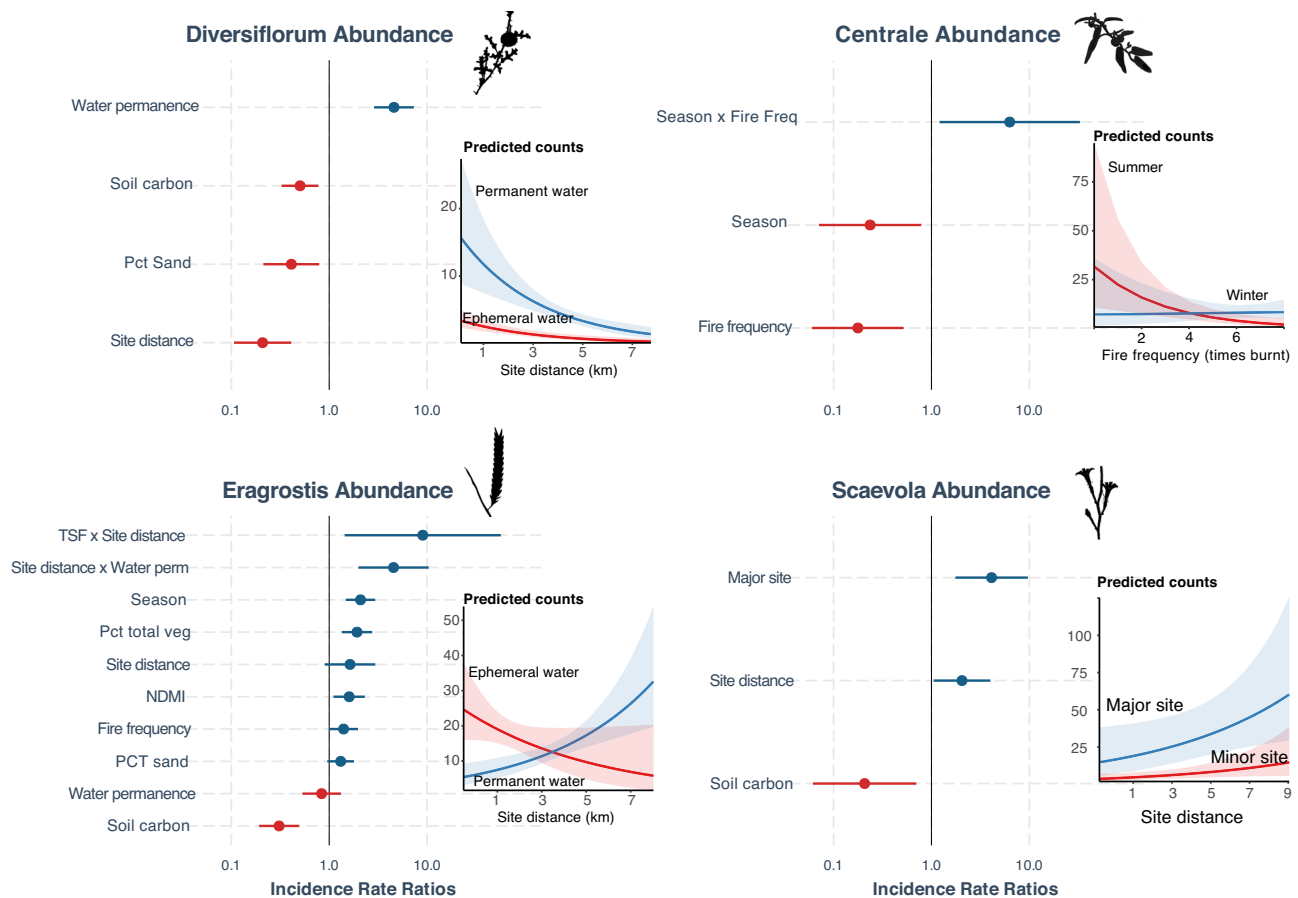 Diversiflorum Abundance
Water permanence
Soil carbon
Pct Sand
Site distance
0.1 1.0 10.0
Predicted counts
Permanent water
Ephemeral water
20
10
1 3 5 7
Site distance (km)
Centrale Abundance
Season x Fire Freq
Season
Fire frequency
0.1 1.0 10.0
Predicted counts
Summer
Winter
75
50
25
2 4 6
Fire frequency (times burnt)
Eragrostis Abundance
TSF x Site distance
Site distance x Water perm
Season
Pct total veg
Site distance
NDMI
Fire frequency
PCT sand
Water permanence
Soil carbon
0.1 1.0 10.0
Incidence Rate Ratios
Predicted counts
Ephemeral water
Permanent water
50
40
30
20
10
1 3 5 7
Site distance (km)
Scaevola Abundance
Major site
Site distance
Soil carbon
0.1 1.0 10.0
Incidence Rate Ratios
Predicted counts
Major site
Minor site
100
75
50
25
1 3 5 7 9
Site distance